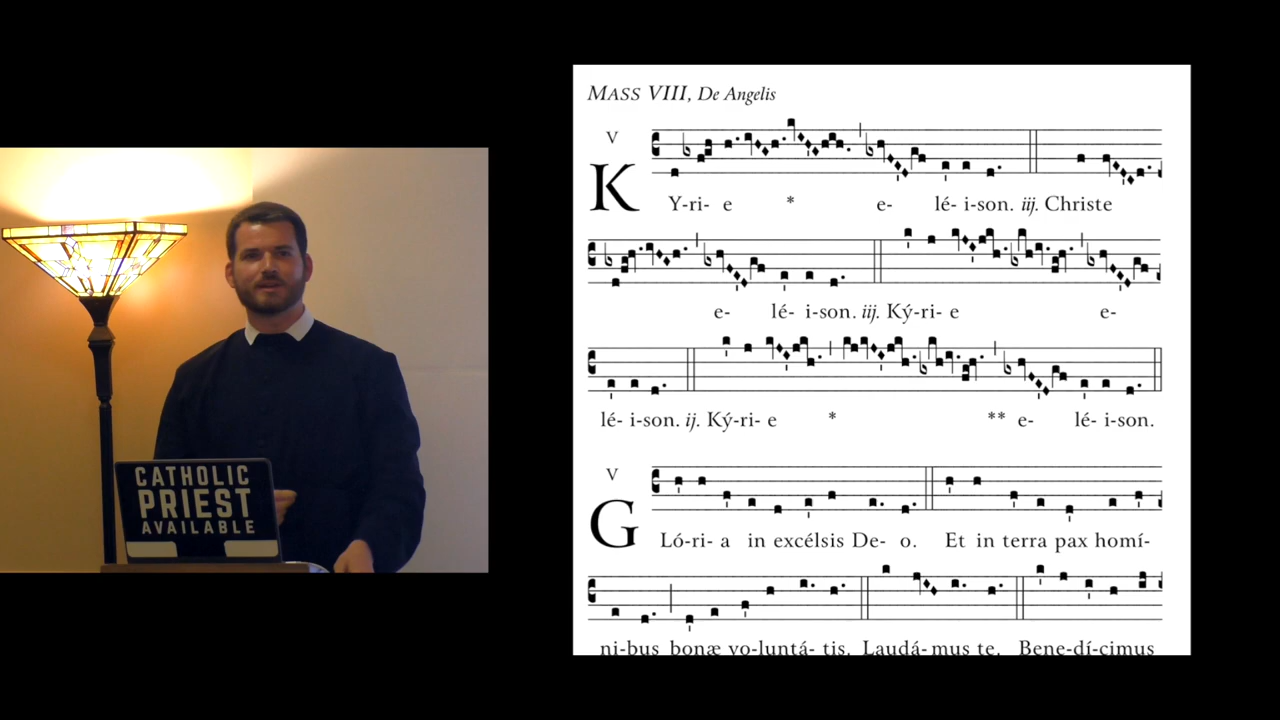 CATHOLIC
PRIEST
AVAILABLE
MASS VIII, De Angelis
V
KY-ri- e * e- lé- i-son. iij. Christe
e- lé- i-son. iij. Ký-ri- e e-
lé- i-son. ij. Ký-ri- e * ** e- lé- i-son.
V
GLó-ri- a in excélsis De- o. Et in terra pax homí-
ni-bus bonæ vo-luntá- tis. Laudá-mus te. Bene-dí-cimus